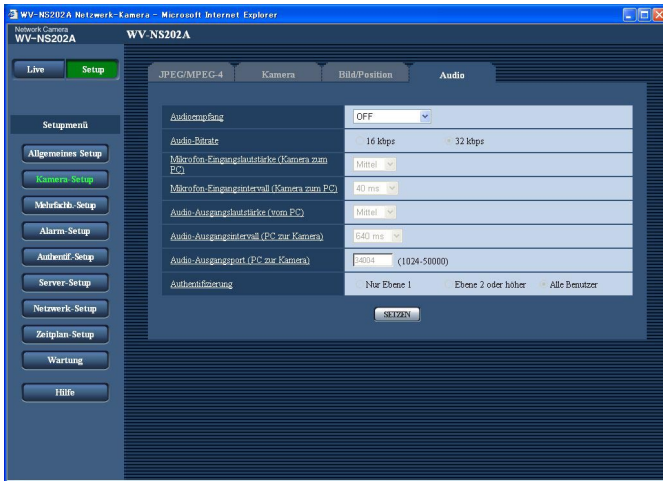 WV-NS202A Netzwerk-Kamera - Microsoft Internet Explorer
Network Camera
WV-NS202A
WV-NS202A
Live
Setup
JPEG/MPEG-4
Kamera
Bild/Position
Audio
Setupmenü
Allgemeines Setup
Kamera-Setup
Mehrfachb.-Setup
Alarm-Setup
Authentif.-Setup
Server-Setup
Netzwerk-Setup
Zeitplan-Setup
Wartung
Hilfe
Audioempfang
OFF
Audio-Bitrate
16 kbps
32 kbps
Mikrofon-Eingangslautstärke (Kamera zum
PC)
Mittel
Mikrofon-Eingangsintervall (Kamera zum PC)
40 ms
Audio-Ausgangslautstärke (vom PC)
Mittel
Audio-Ausgangsintervall (PC zur Kamera)
640 ms
Audio-Ausgangsport (PC zur Kamera)
34004
(1024-50000)
Authentifizierung
Nur Ebene 1
Ebene 2 oder höher
Alle Benutzer
SETZEN